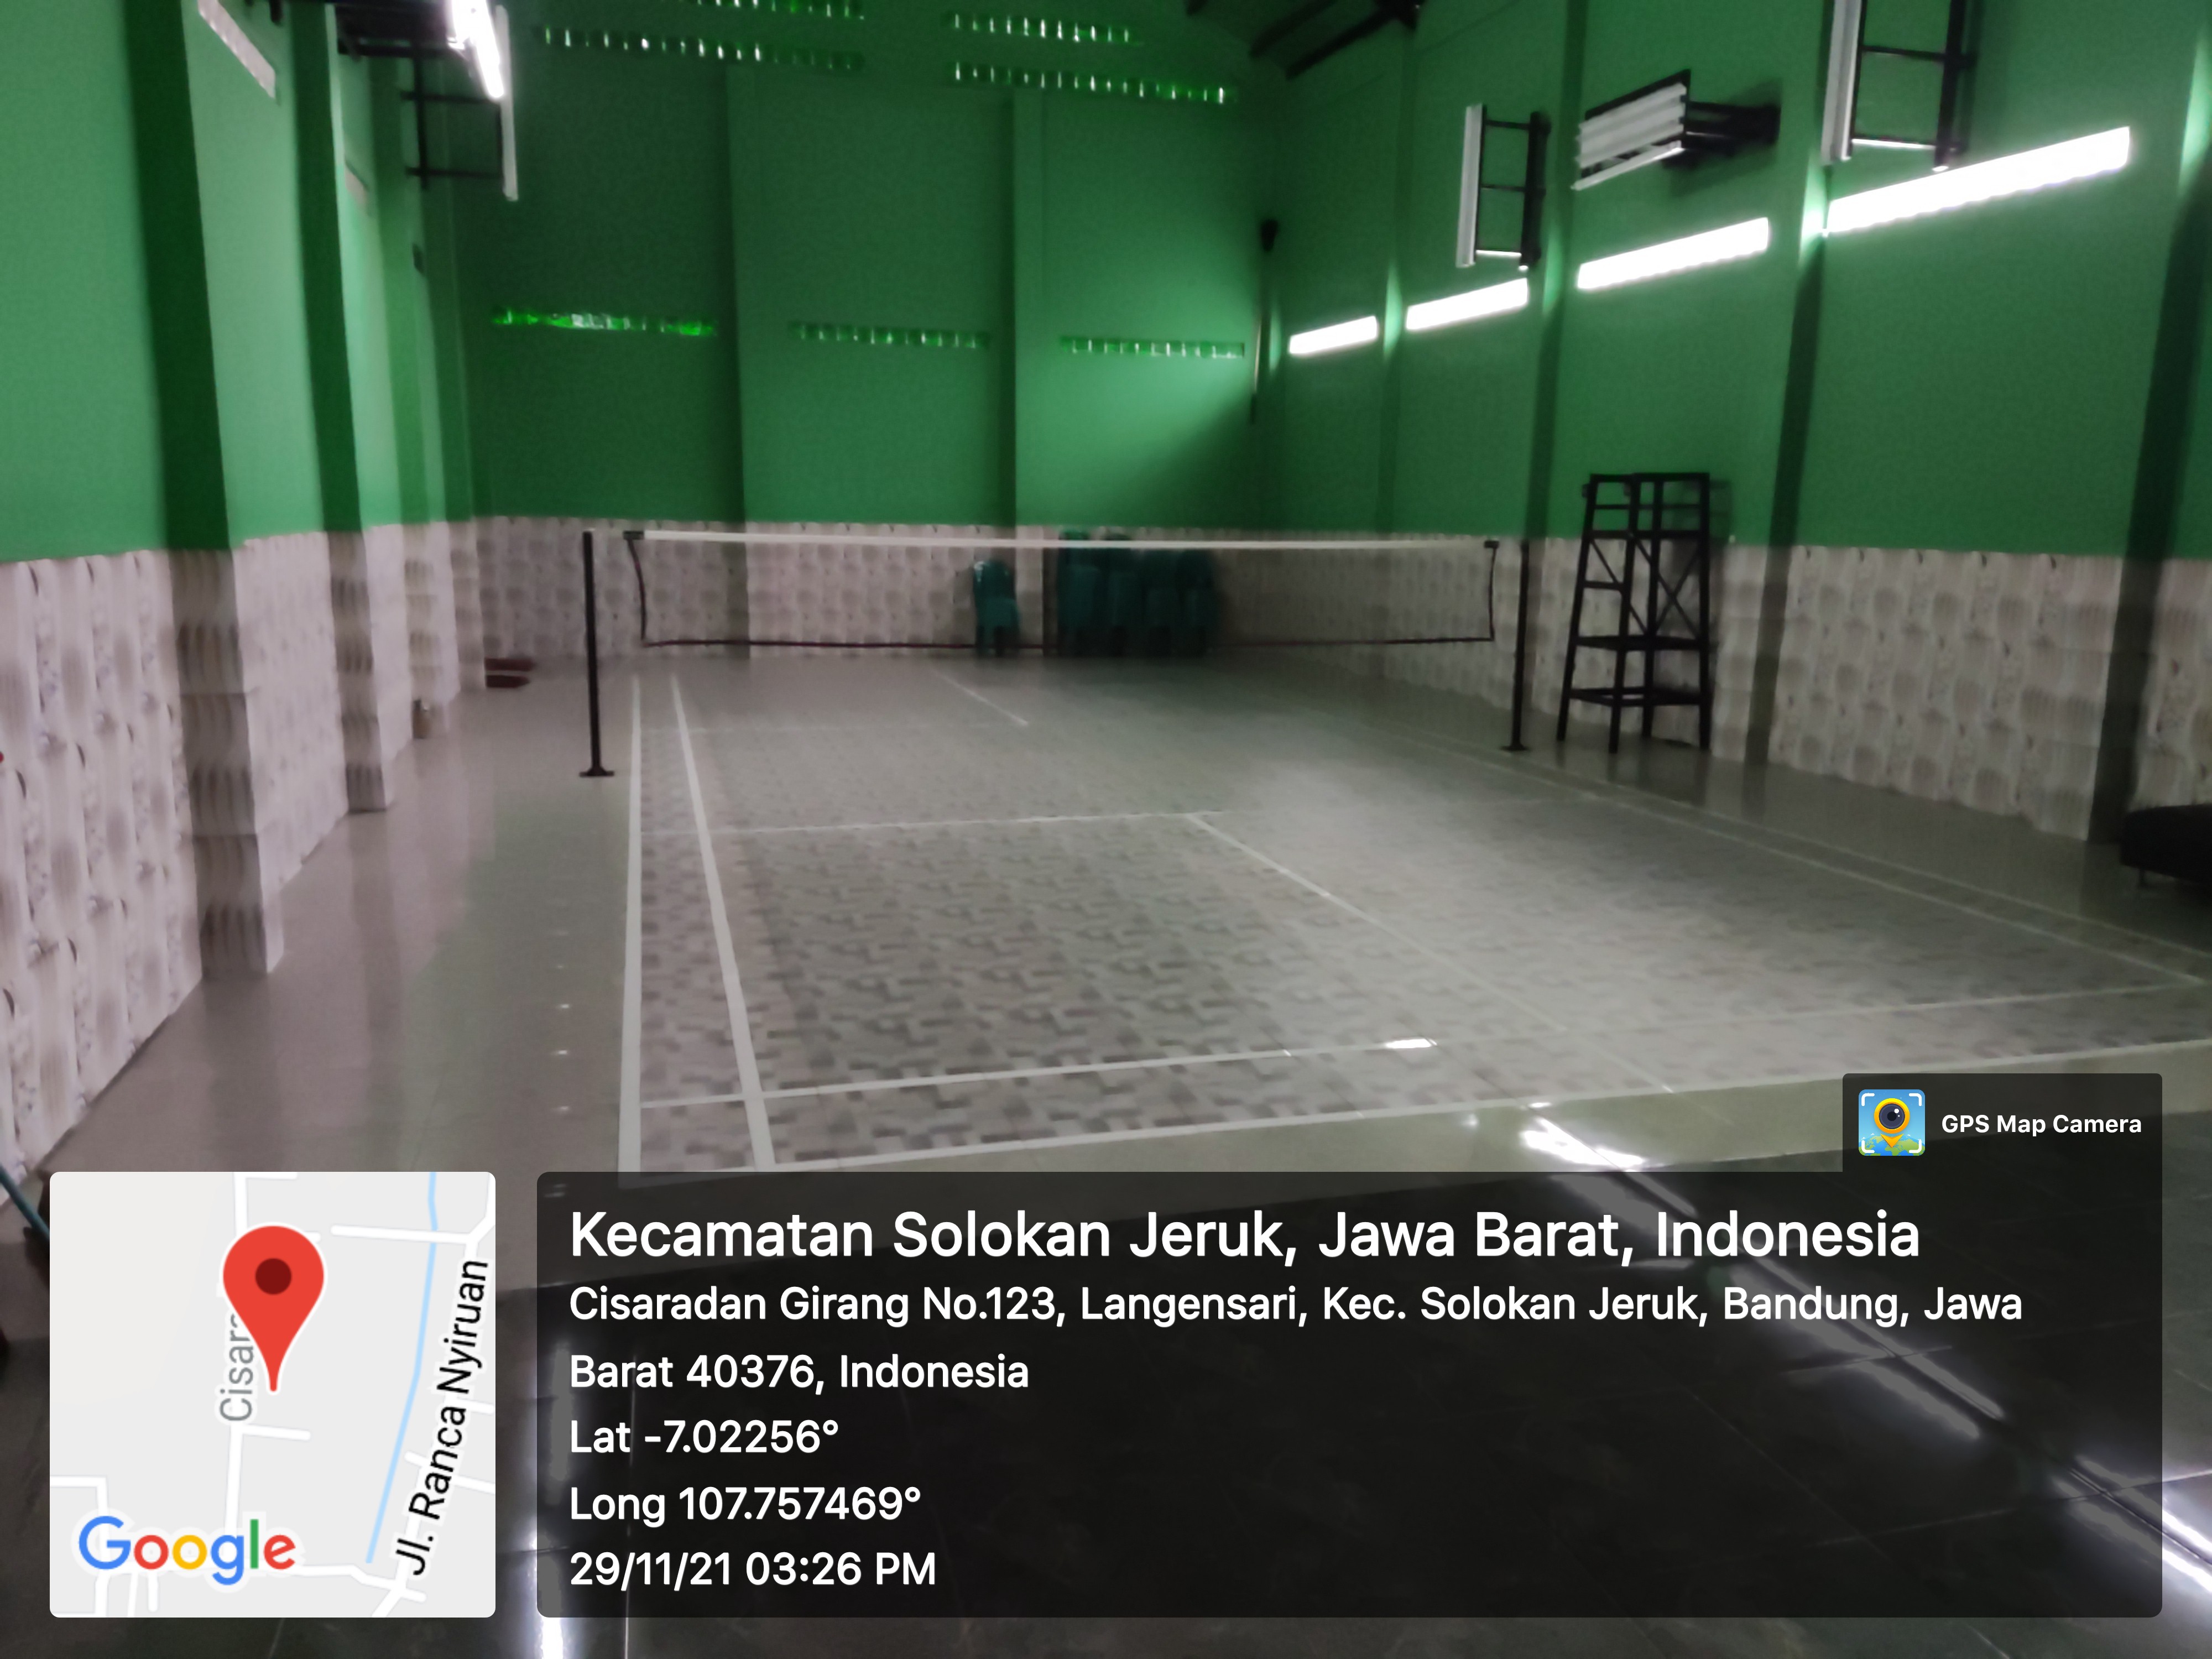 GPS Map Camera
Kecamatan Solokan Jeruk, Jawa Barat, Indonesia
Cisaradan Girang No.123, Langensari, Kec. Solokan Jeruk, Bandung, Jawa
Barat 40376, Indonesia
Lat -7.02256°
Long 107.757469°
29/11/21 03:26 PM
Cisara
Jl. Ranca Nyiruan
Google